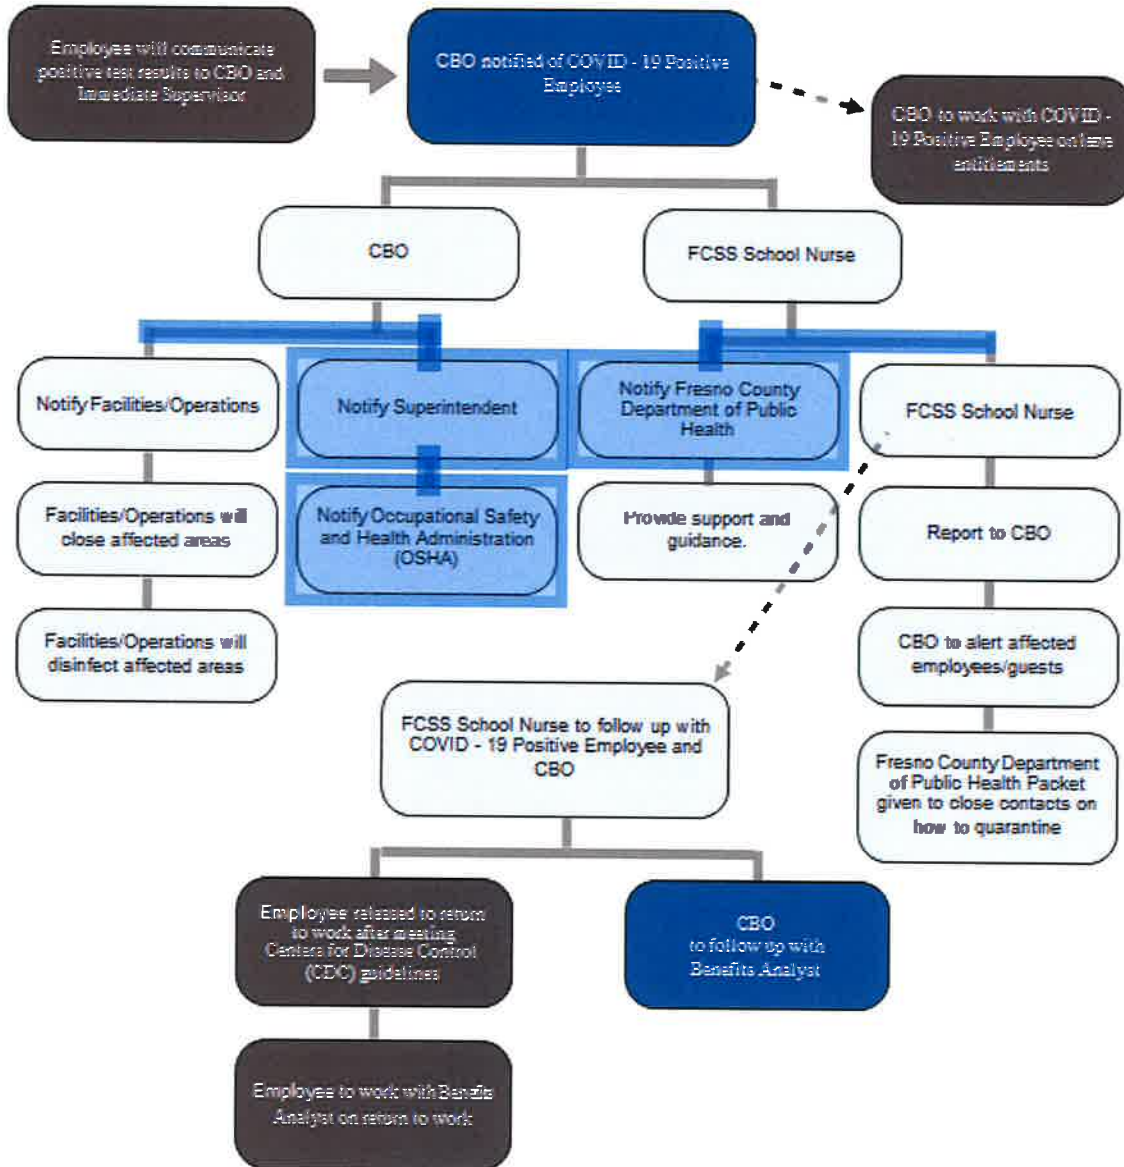 Employee will communicate
positive test results to CBO and
Immediate Supervisor
CBO notified of COVID - 19 Positive
Employee
CBO to work with COVID -
19 Positive Employee on leave
entitlements
CBO
FCSS School Nurse
Notify Facilities/Operations
Notify Superintendent
Notify Fresno County
Department of Public
Health
FCSS School Nurse
Facilities/Operations will
close affected areas
Notify Occupational Safety
and Health Administration
(OSHA)
Provide support and
guidance.
Report to CBO
Facilities/Operations will
disinfect affected areas
CBO to alert affected
employees/guests
FCSS School Nurse to follow up with
COVID - 19 Positive Employee and
CBO
Fresno County Department
of Public Health Packet
given to close contacts on
how to quarantine
Employee released to return
to work after meeting
Centers for Disease Control
(CDC) guidelines
CBO
to follow up with
Benefits Analyst
Employee to work with Benefits
Analyst on return to work